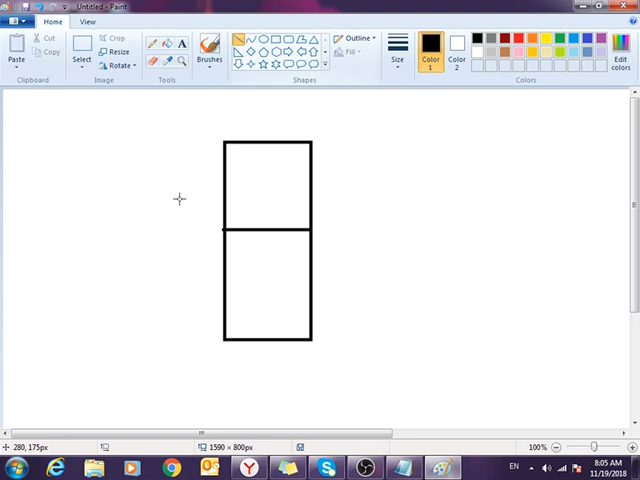 Untitled - Paint
Home View
Paste
Cut
Copy
Clipboard
Select
Crop
Resize
Rotate
Image
A
Tools
Brushes
Outline
Fill
Shapes
Size
Color 1
Color 2
Edit colors
Colors
280, 175px
1590 × 800px
100%
EN
8:05 AM
11/19/2018